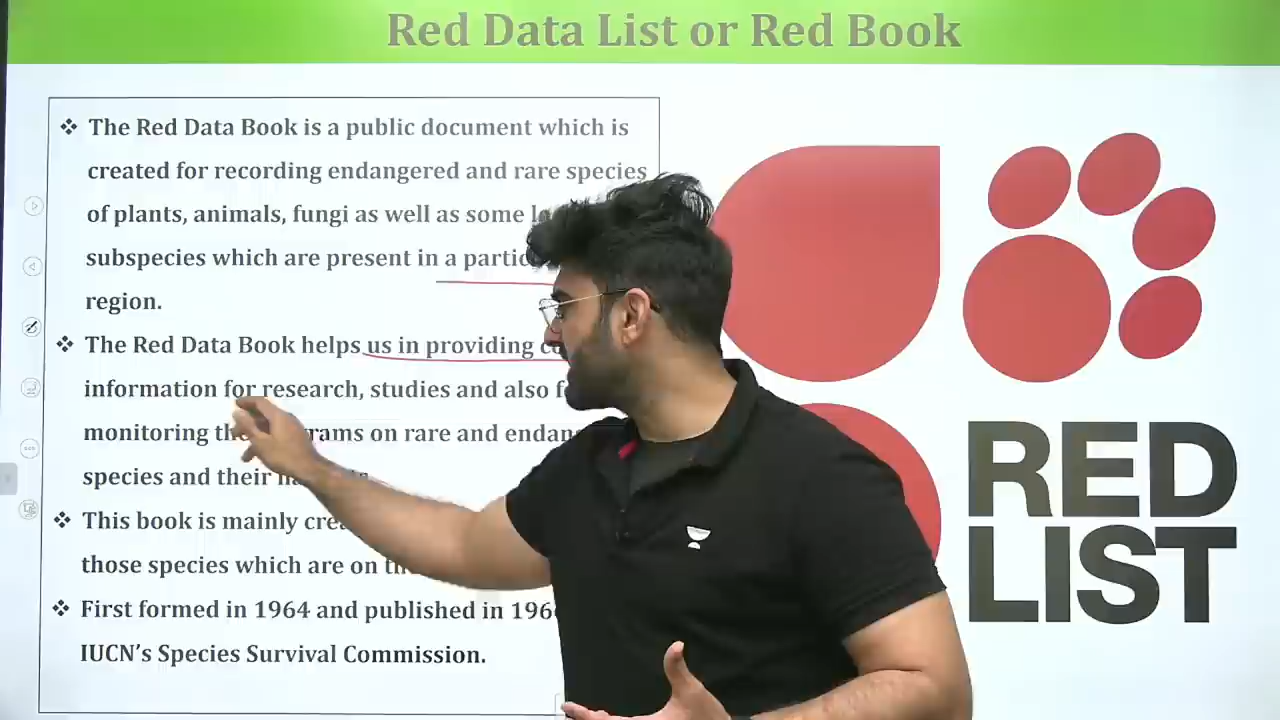 Red Data List or Red Book
❖ The Red Data Book is a public document which is
created for recording endangered and rare species
of plants, animals, fungi as well as some
subspecies which are present in a
region.
❖ The Red Data Book helps us in providing
information for research, studies and also
monitoring on rare and
species and their
❖ This book is mainly
those species which are on
❖ First formed in 1964 and published in
IUCN's Species Survival Commission.
RED
LIST